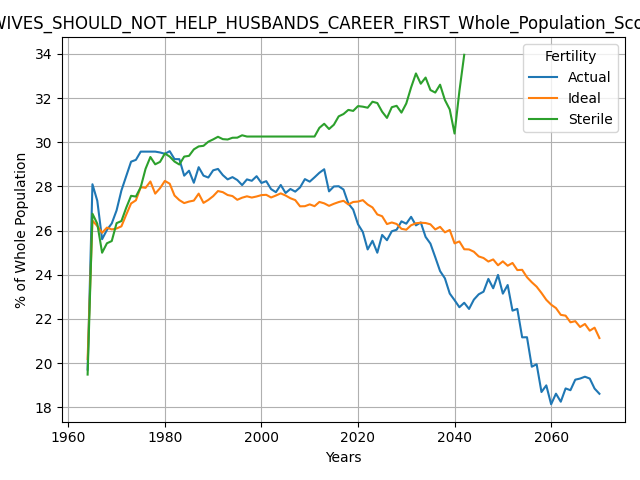 WIVES_SHOULD_NOT_HELP_HUSBANDS_CAREER_FIRST_Whole_Population_Sco
Fertility
Actual
Ideal
Sterile
% of Whole Population
34
32
30
28
26
24
22
20
18
1960
1980
2000
2020
2040
2060
Years